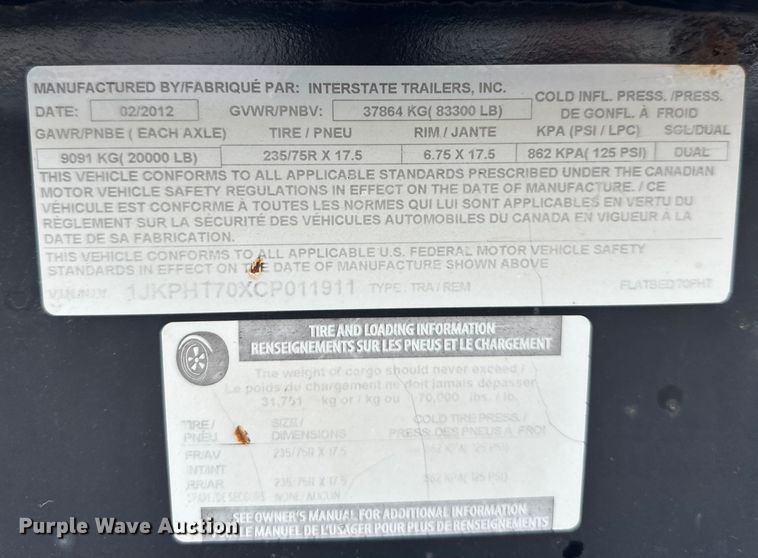 MANUFACTURED BY/FABRIQUÉ PAR: INTERSTATE TRAILERS, INC.
DATE: 02/2012 GVWR/PNBV: 37864 KG( 83300 LB)
COLD INFL. PRESS. /PRESS.
DE GONFL. À FROID
GAWR/PNBE ( EACH AXLE) TIRE / PNEU RIM / JANTE KPA (PSI / LPC) SGL/DUAL
9091 KG( 20000 LB) 235/75R X 17.5 6.75 X 17.5 862 KPA( 125 PSI) DUAL
THIS VEHICLE CONFORMS TO ALL APPLICABLE STANDARDS PRESCRIBED UNDER THE CANADIAN
MOTOR VEHICLE SAFETY REGULATIONS IN EFFECT ON THE DATE OF MANUFACTURE. / CE
VÉHICULE EST CONFORME À TOUTES LES NORMES QUI LUI SONT APPLICABLES EN VERTU DU
RÈGLEMENT SUR LA SÉCURITÉ DES VÉHICULES AUTOMOBILES DU CANADA EN VIGUEUR À LA
DATE DE SA FABRICATION.
THIS VEHICLE CONFORMS TO ALL APPLICABLE U.S. FEDERAL MOTOR VEHICLE SAFETY
STANDARDS IN EFFECT ON THE DATE OF MANUFACTURE SHOWN ABOVE
V.I.N./N.I.V. 1JKPHT70XCP011911 TYPE: TRA / REM FLATBED 70PHT
TIRE AND LOADING INFORMATION
RENSEIGNEMENTS SUR LES PNEUS ET LE CHARGEMENT
The weight of cargo should never exceed /
Le poids du chargement ne doit jamais dépasser
31,751 kg or / kg ou 70,000 lbs. / lb.
TIRE / SIZE/ COLD TIRE PRESS./
PNEU DIMENSIONS PRESS. DES PNEUS À FROI
FR/AV 235/75R X 17.5 862 KPA( 125 PSI)
INT/INT
RR/AR 235/75R X 17.5 862 KPA( 125 PSI)
SPARE/DE SECOURS NONE / AUCUN
SEE OWNER'S MANUAL FOR ADDITIONAL INFORMATION
LE MANUEL DE L'USAGER POUR PLUS DE RENSEIGNEMENTS
Purple Wave Auction